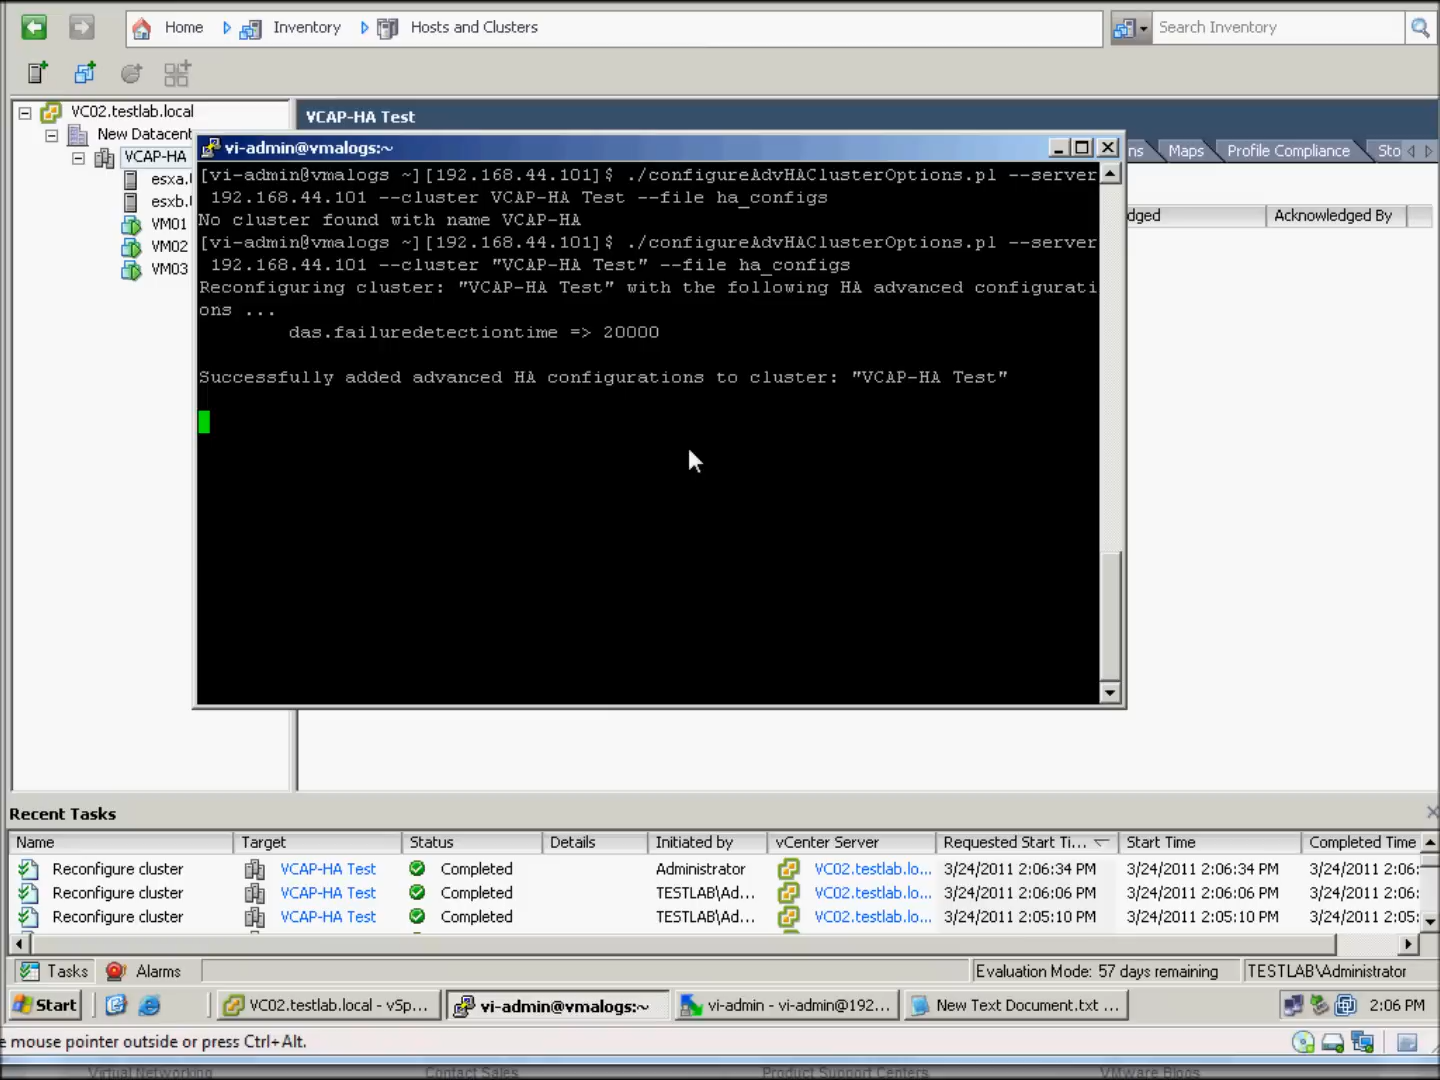 Home
Inventory
Hosts and Clusters
Search Inventory
VC02.testlab.local
New Datacent
VCAP-HA
esxa.
esxb.
VM01
VM02
VM03
VCAP-HA Test
ns
Maps
Profile Compliance
Sto
dged
Acknowledged By
vi-admin@vmalogs:~
[vi-admin@vmalogs ~][192.168.44.101]$ ./configureAdvHAClusterOptions.pl --server
192.168.44.101 --cluster VCAP-HA Test --file ha_configs
No cluster found with name VCAP-HA
[vi-admin@vmalogs ~][192.168.44.101]$ ./configureAdvHAClusterOptions.pl --server
192.168.44.101 --cluster "VCAP-HA Test" --file ha_configs
Reconfiguring cluster: "VCAP-HA Test" with the following HA advanced configurati
ons ...
das.failuredetectiontime => 20000
Successfully added advanced HA configurations to cluster: "VCAP-HA Test"
Recent Tasks
Name Target Status Details Initiated by vCenter Server Requested Start Ti... Start Time Completed Time
Reconfigure cluster VCAP-HA Test Completed Administrator VC02.testlab.lo... 3/24/2011 2:06:34 PM 3/24/2011 2:06:34 PM 3/24/2011 2:06:
Reconfigure cluster VCAP-HA Test Completed TESTLAB\Ad... VC02.testlab.lo... 3/24/2011 2:06:06 PM 3/24/2011 2:06:06 PM 3/24/2011 2:06:
Reconfigure cluster VCAP-HA Test Completed TESTLAB\Ad... VC02.testlab.lo... 3/24/2011 2:05:10 PM 3/24/2011 2:05:10 PM 3/24/2011 2:05:
Tasks Alarms Evaluation Mode: 57 days remaining TESTLAB\Administrator
Start VC02.testlab.local - vSp... vi-admin@vmalogs:~ vi-admin - vi-admin@192... New Text Document.txt ... 2:06 PM
e mouse pointer outside or press Ctrl+Alt.
Virtual Networking Contact Sales Product Support Centers VMware Blogs